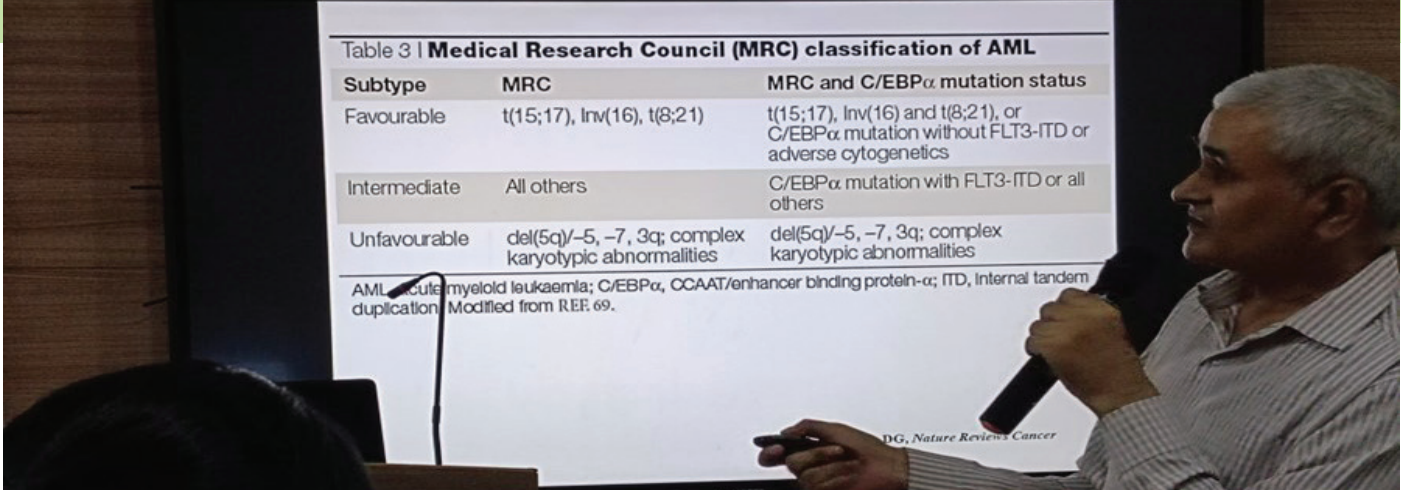 Table 3 | Medical Research Council (MRC) classification of AML
Subtype MRC MRC and C/EBPα mutation status
Favourable t(15;17), Inv(16), t(8;21) t(15;17), Inv(16) and t(8;21), or
C/EBPα mutation without FLT3-ITD or
adverse cytogenetics
Intermediate All others C/EBPα mutation with FLT3-ITD or all
others
Unfavourable del(5q)/–5, –7, 3q; complex del(5q)/–5, –7, 3q; complex
karyotypic abnormalities karyotypic abnormalities
AML, cute myeloid leukaemia; C/EBPα, CCAAT/enhancer binding protein-α; ITD, Internal tandem
duplication. Modified from REF. 69.
DG, Nature Reviews Cancer